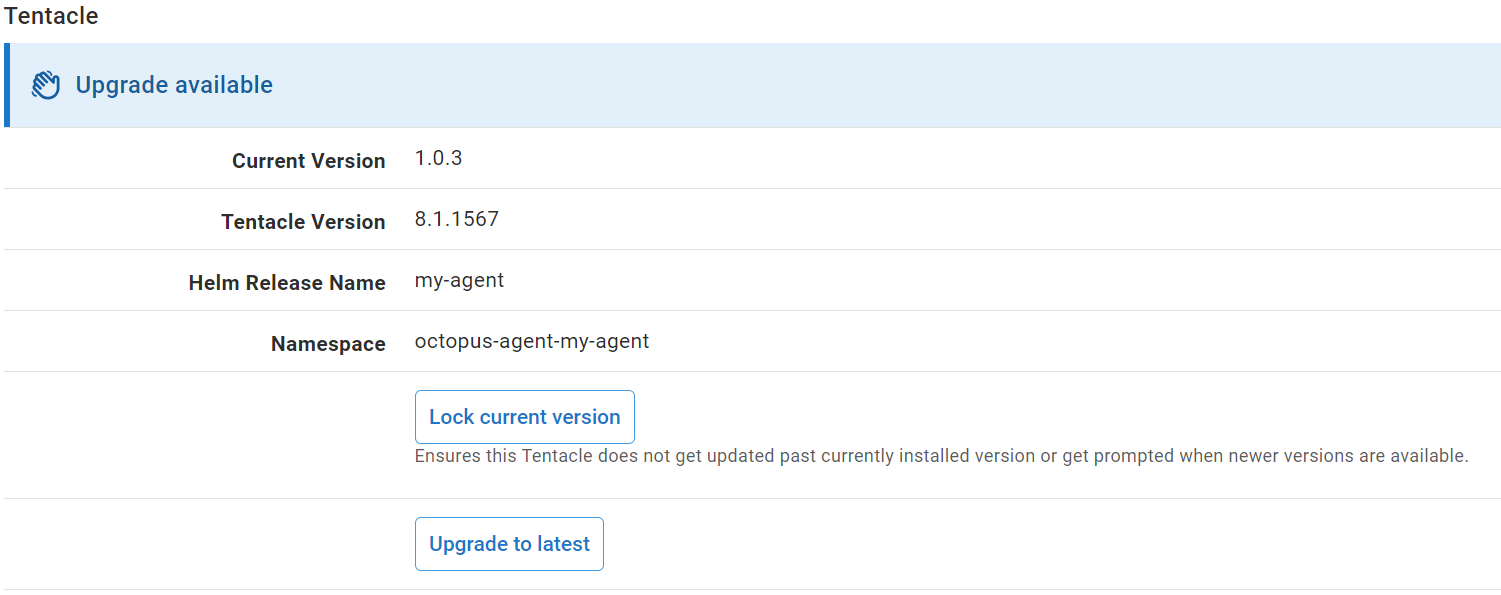 Tentacle
Upgrade available
Current Version 1.0.3
Tentacle Version 8.1.1567
Helm Release Name my-agent
Namespace octopus-agent-my-agent
Lock current version
Ensures this Tentacle does not get updated past currently installed version or get prompted when newer versions are available.
Upgrade to latest